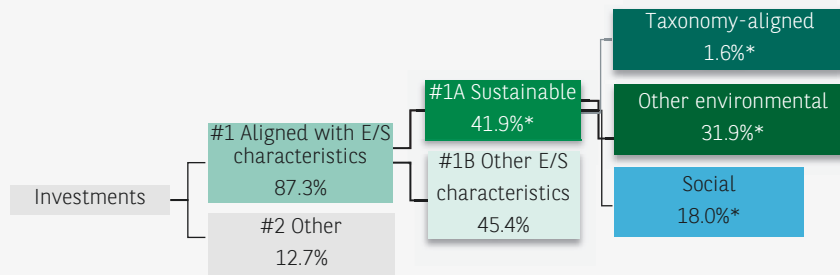 Investments
#1 Aligned with E/S
characteristics
87.3%
#2 Other
12.7%
#1A Sustainable
41.9%*
#1B Other E/S
characteristics
45.4%
Taxonomy-aligned
1.6%*
Other environmental
31.9%*
Social
18.0%*